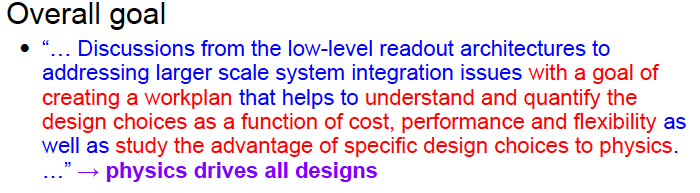 Overall goal
• “… Discussions from the low-level readout architectures to
addressing larger scale system integration issues with a goal of
creating a workplan that helps to understand and quantify the
design choices as a function of cost, performance and flexibility as
well as study the advantage of specific design choices to physics.
…” → physics drives all designs